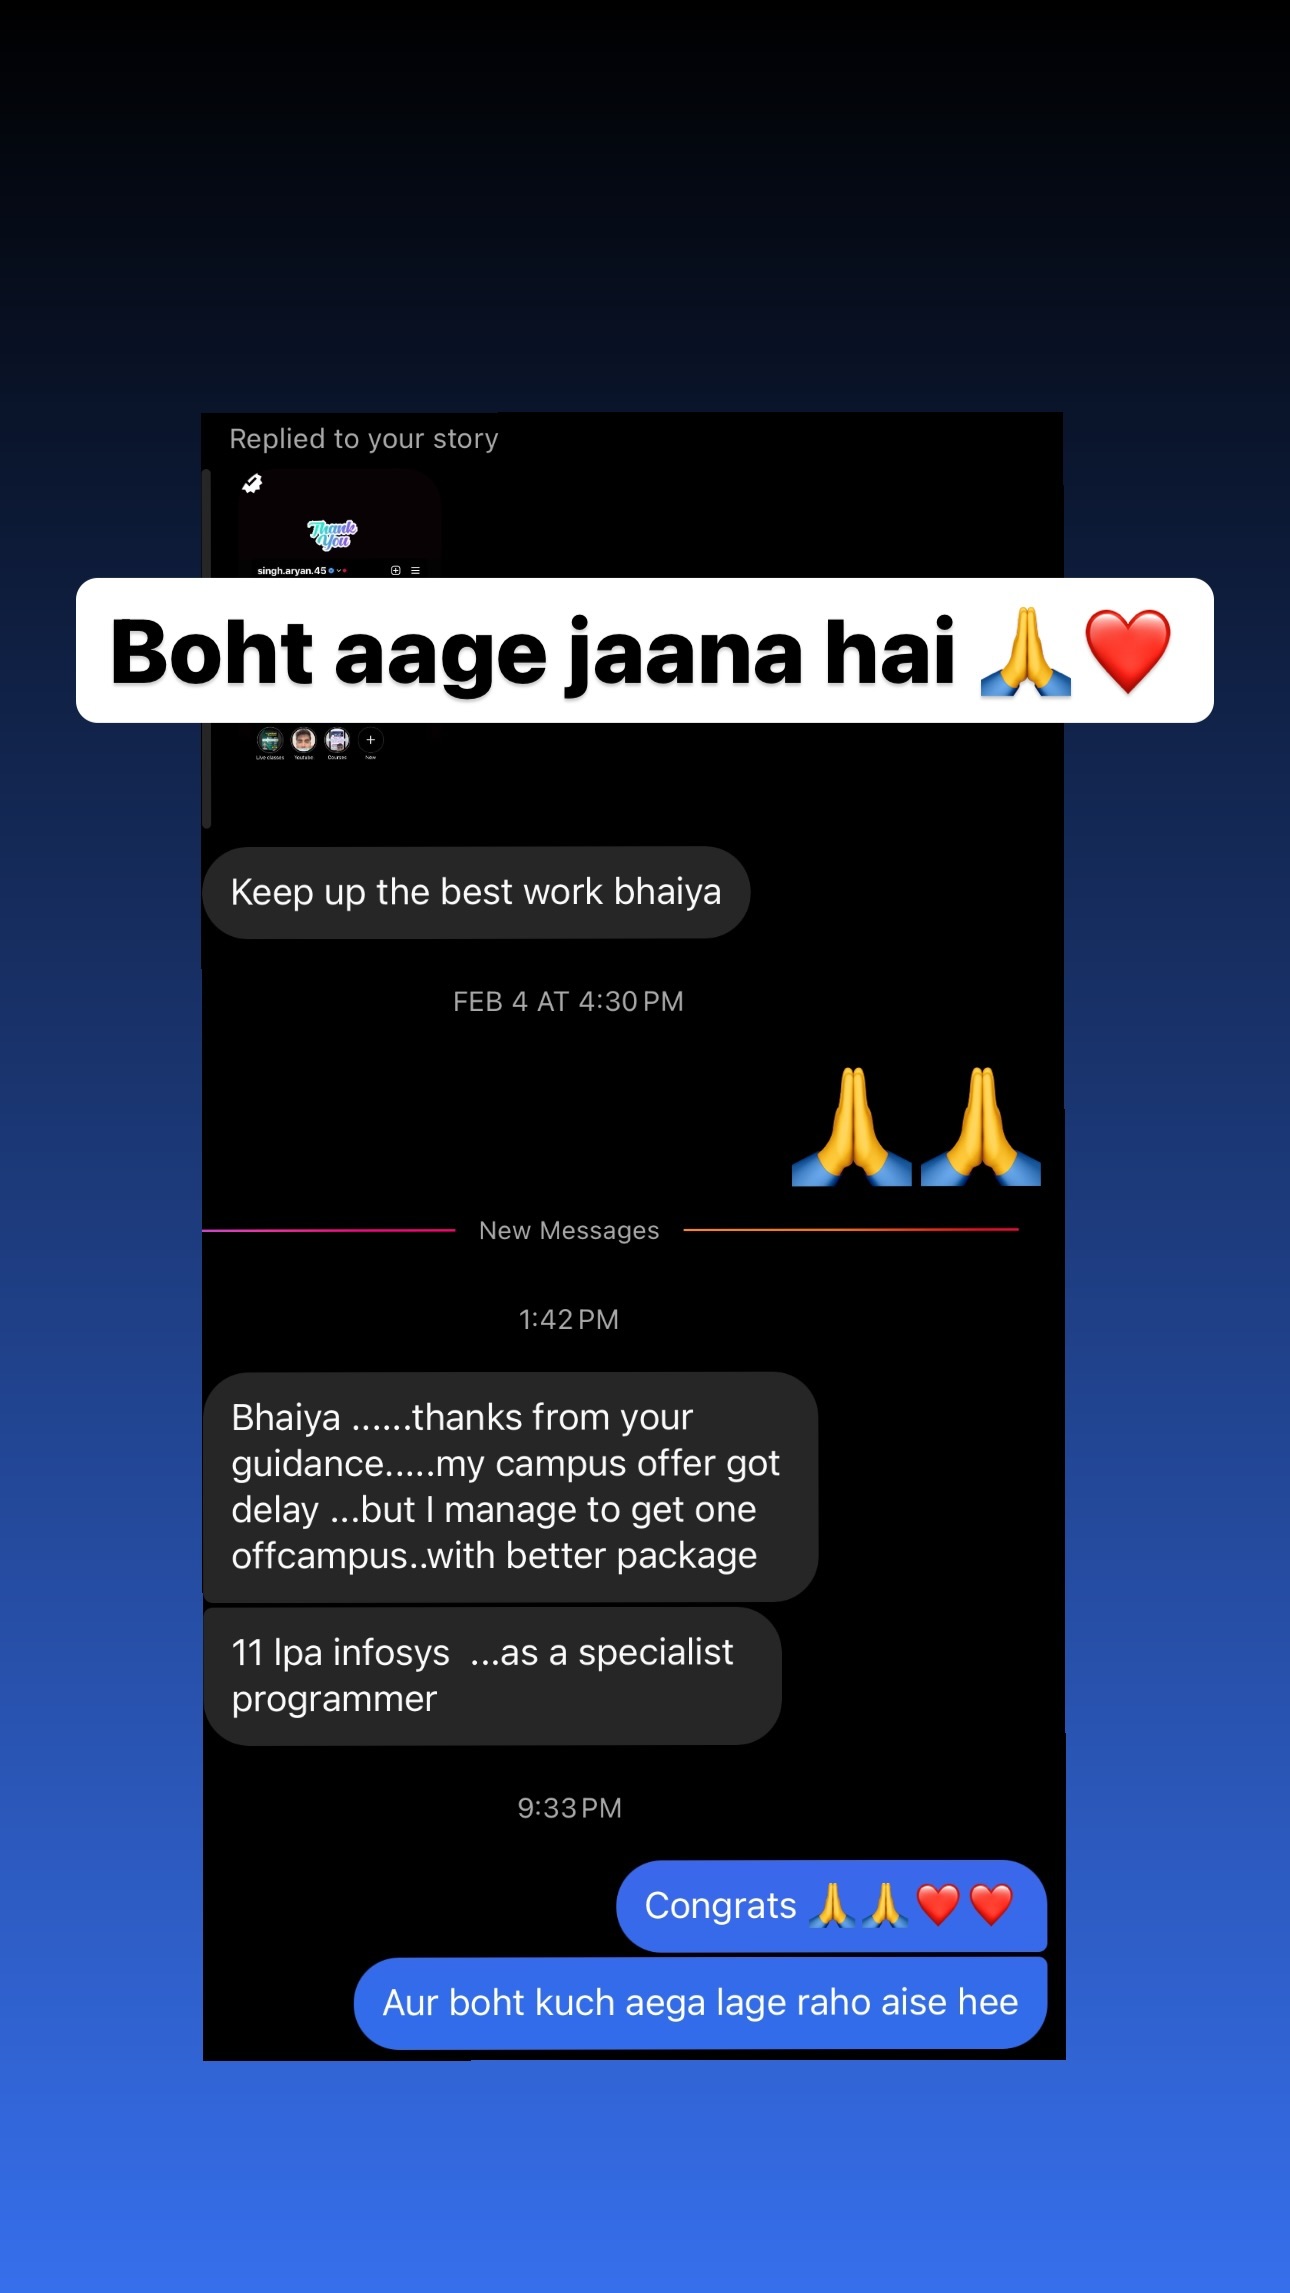 Replied to your story
Thank
You
singh.aryan.45
Boht aage jaana hai 🙏❤️
Live classes Youtube Courses New
Keep up the best work bhaiya
FEB 4 AT 4:30 PM
🙏🙏
New Messages
1:42 PM
Bhaiya ......thanks from your
guidance.....my campus offer got
delay ...but I manage to get one
offcampus..with better package
11 lpa infosys  ...as a specialist
programmer
9:33 PM
Congrats 🙏🙏❤️❤️
Aur boht kuch aega lage raho aise hee